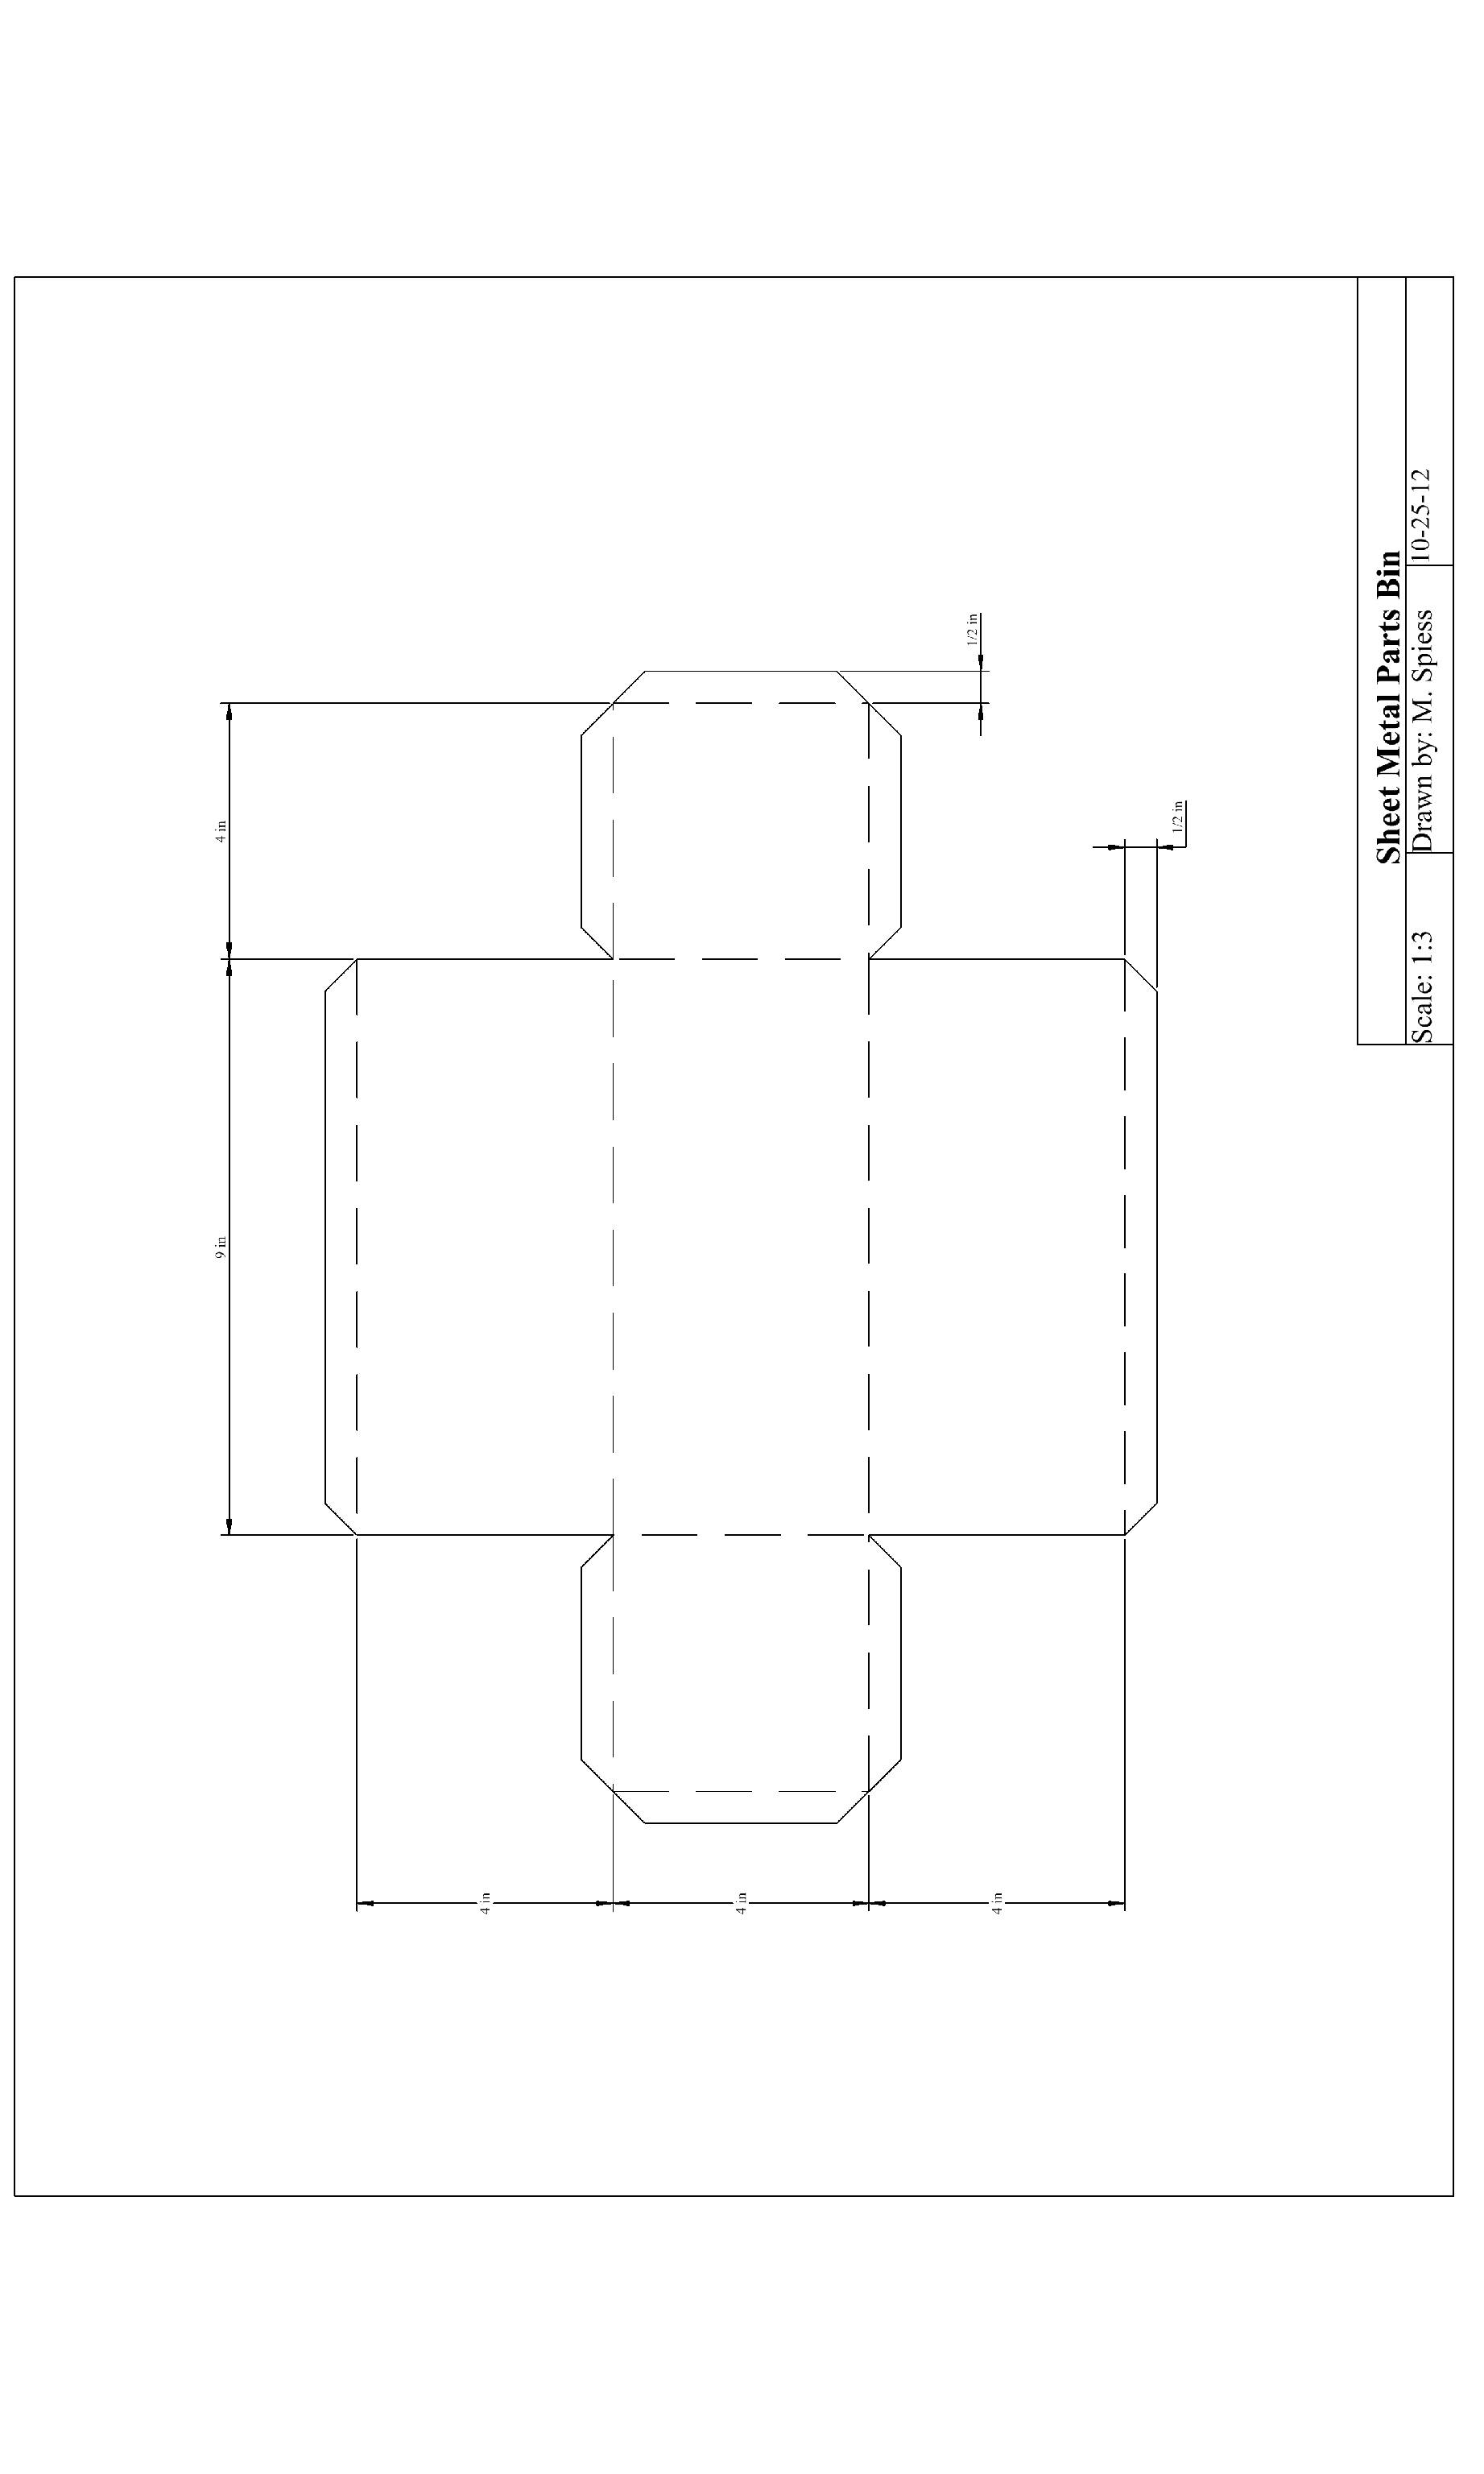 4 in
9 in
1/2 in
1/2 in
4 in
4 in
4 in
Sheet Metal Parts Bin
Scale: 1:3 Drawn by: M. Spiess 10-25-12